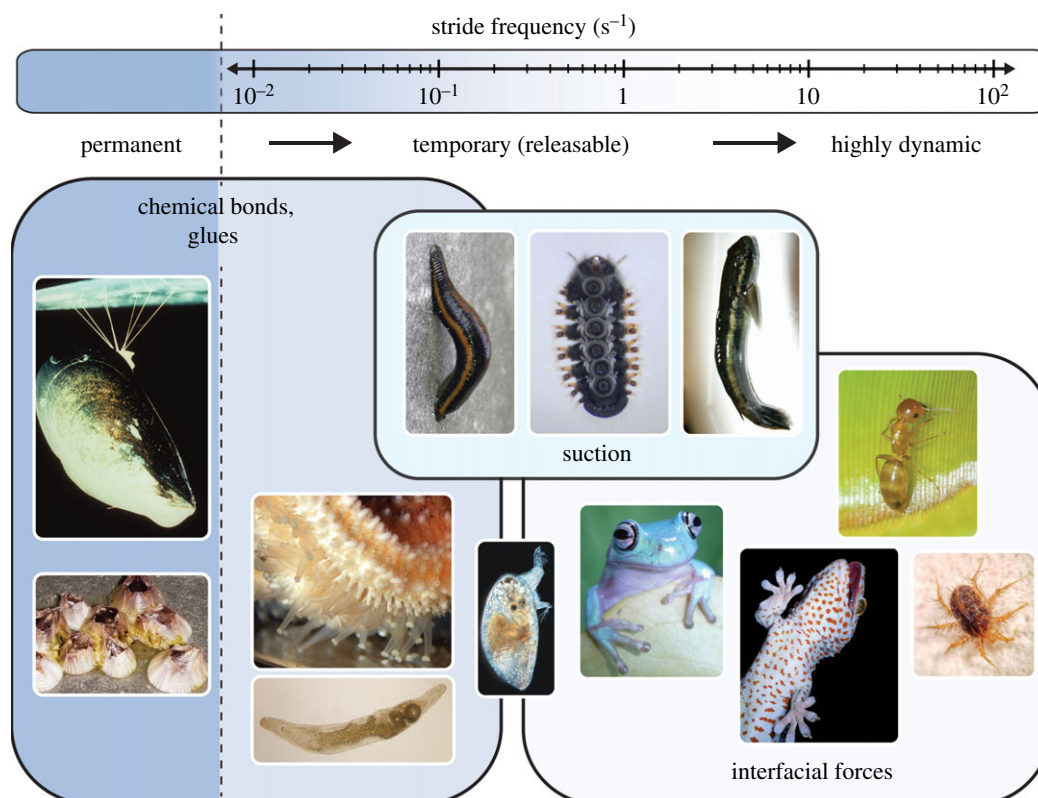 stride frequency (s⁻¹)
10⁻² 10⁻¹ 1 10 10²
permanent temporary (releasable) highly dynamic
chemical bonds,
glues
suction
interfacial forces